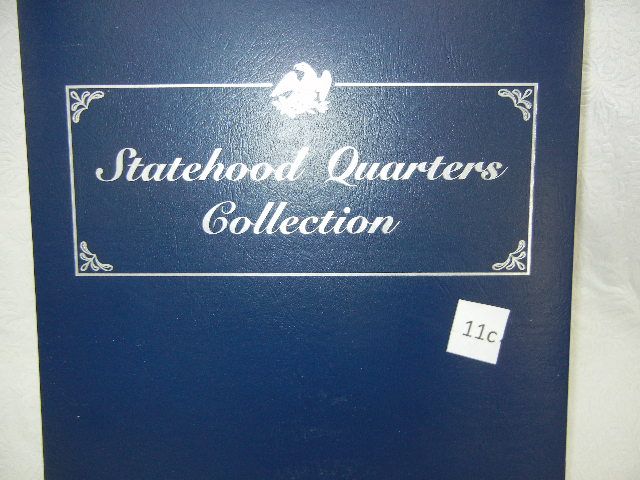 Statehood Quarters
Collection
11c